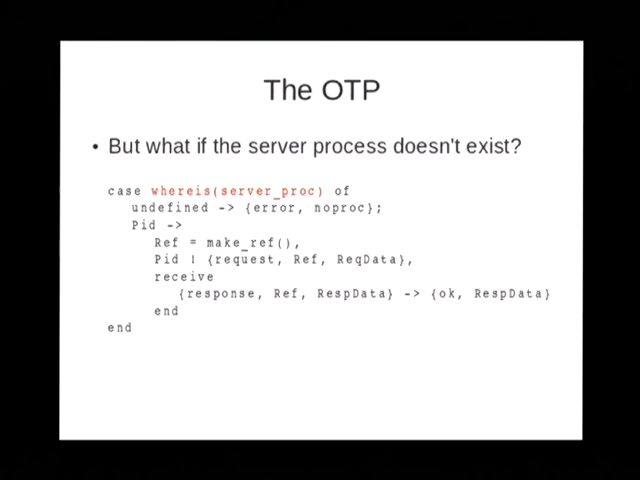 The OTP
• But what if the server process doesn't exist?
case whereis(server_proc) of
undefined -> {error, noproc};
Pid ->
Ref = make_ref(),
Pid ! {request, Ref, ReqData},
receive
{response, Ref, RespData} -> {ok, RespData}
end
end